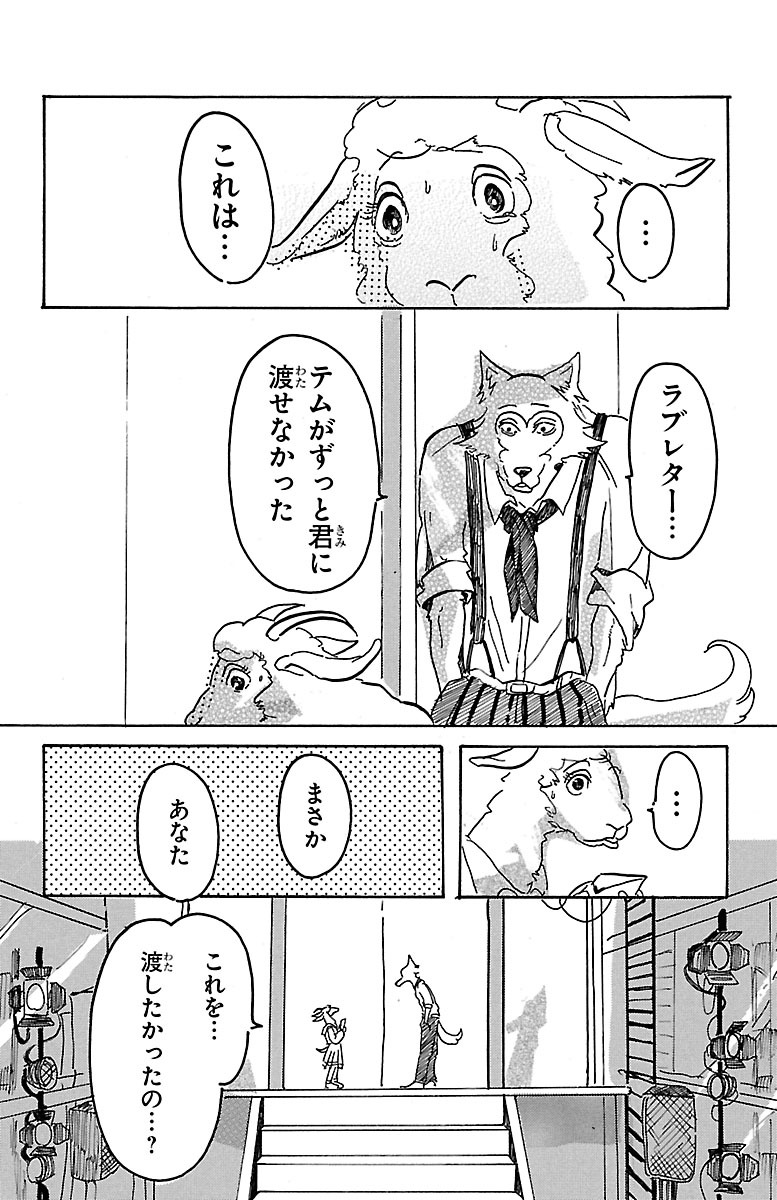 …
これは…
ラブレター…
テムがずっと君に
渡せなかった
…
まさか
あなた
これを…
渡したかったの…?